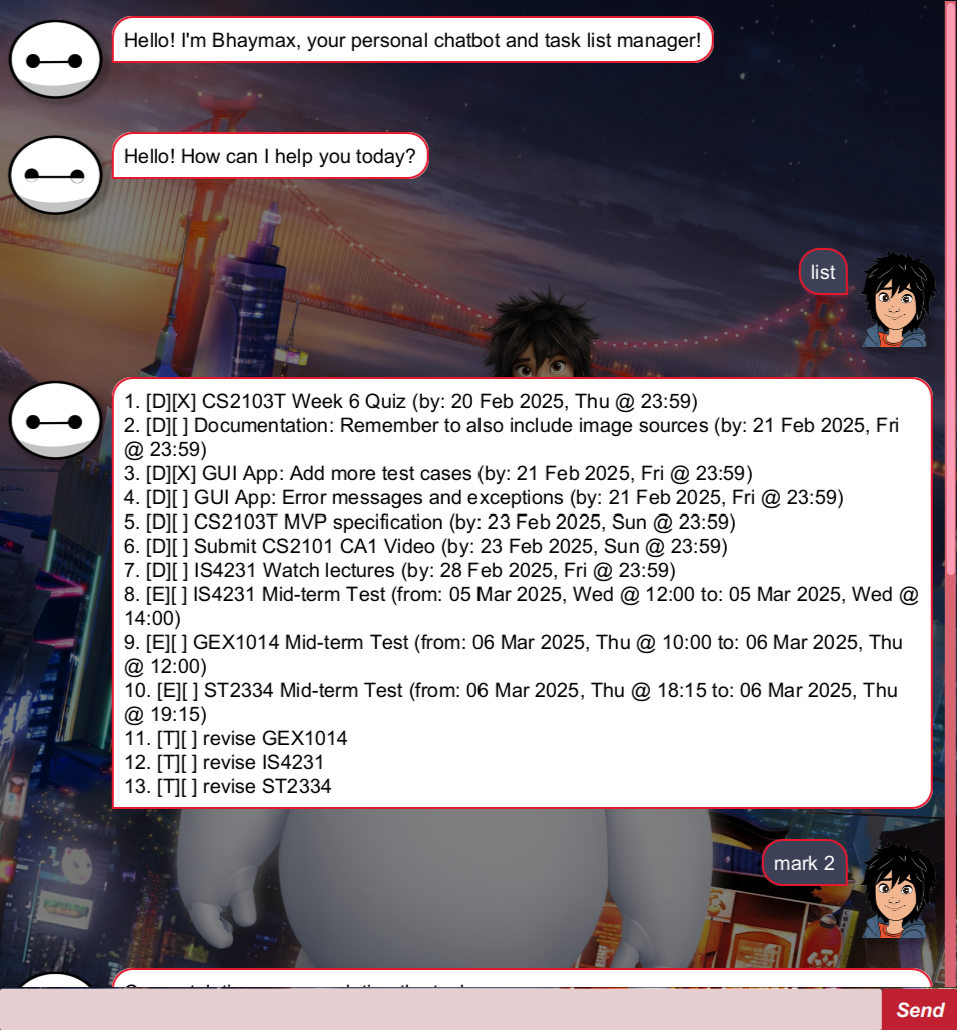 Hello! I'm Bhaymax, your personal chatbot and task list manager!
Hello! How can I help you today?
list
1. [D][X] CS2103T Week 6 Quiz (by: 20 Feb 2025, Thu @ 23:59)
2. [D][ ] Documentation: Remember to also include image sources (by: 21 Feb 2025, Fri
@ 23:59)
3. [D][X] GUI App: Add more test cases (by: 21 Feb 2025, Fri @ 23:59)
4. [D][ ] GUI App: Error messages and exceptions (by: 21 Feb 2025, Fri @ 23:59)
5. [D][ ] CS2103T MVP specification (by: 23 Feb 2025, Sun @ 23:59)
6. [D][ ] Submit CS2101 CA1 Video (by: 23 Feb 2025, Sun @ 23:59)
7. [D][ ] IS4231 Watch lectures (by: 28 Feb 2025, Fri @ 23:59)
8. [E][ ] IS4231 Mid-term Test (from: 05 Mar 2025, Wed @ 12:00 to: 05 Mar 2025, Wed @
14:00)
9. [E][ ] GEX1014 Mid-term Test (from: 06 Mar 2025, Thu @ 10:00 to: 06 Mar 2025, Thu
@ 12:00)
10. [E][ ] ST2334 Mid-term Test (from: 06 Mar 2025, Thu @ 18:15 to: 06 Mar 2025, Thu
@ 19:15)
11. [T][ ] revise GEX1014
12. [T][ ] revise IS4231
13. [T][ ] revise ST2334
mark 2
Send